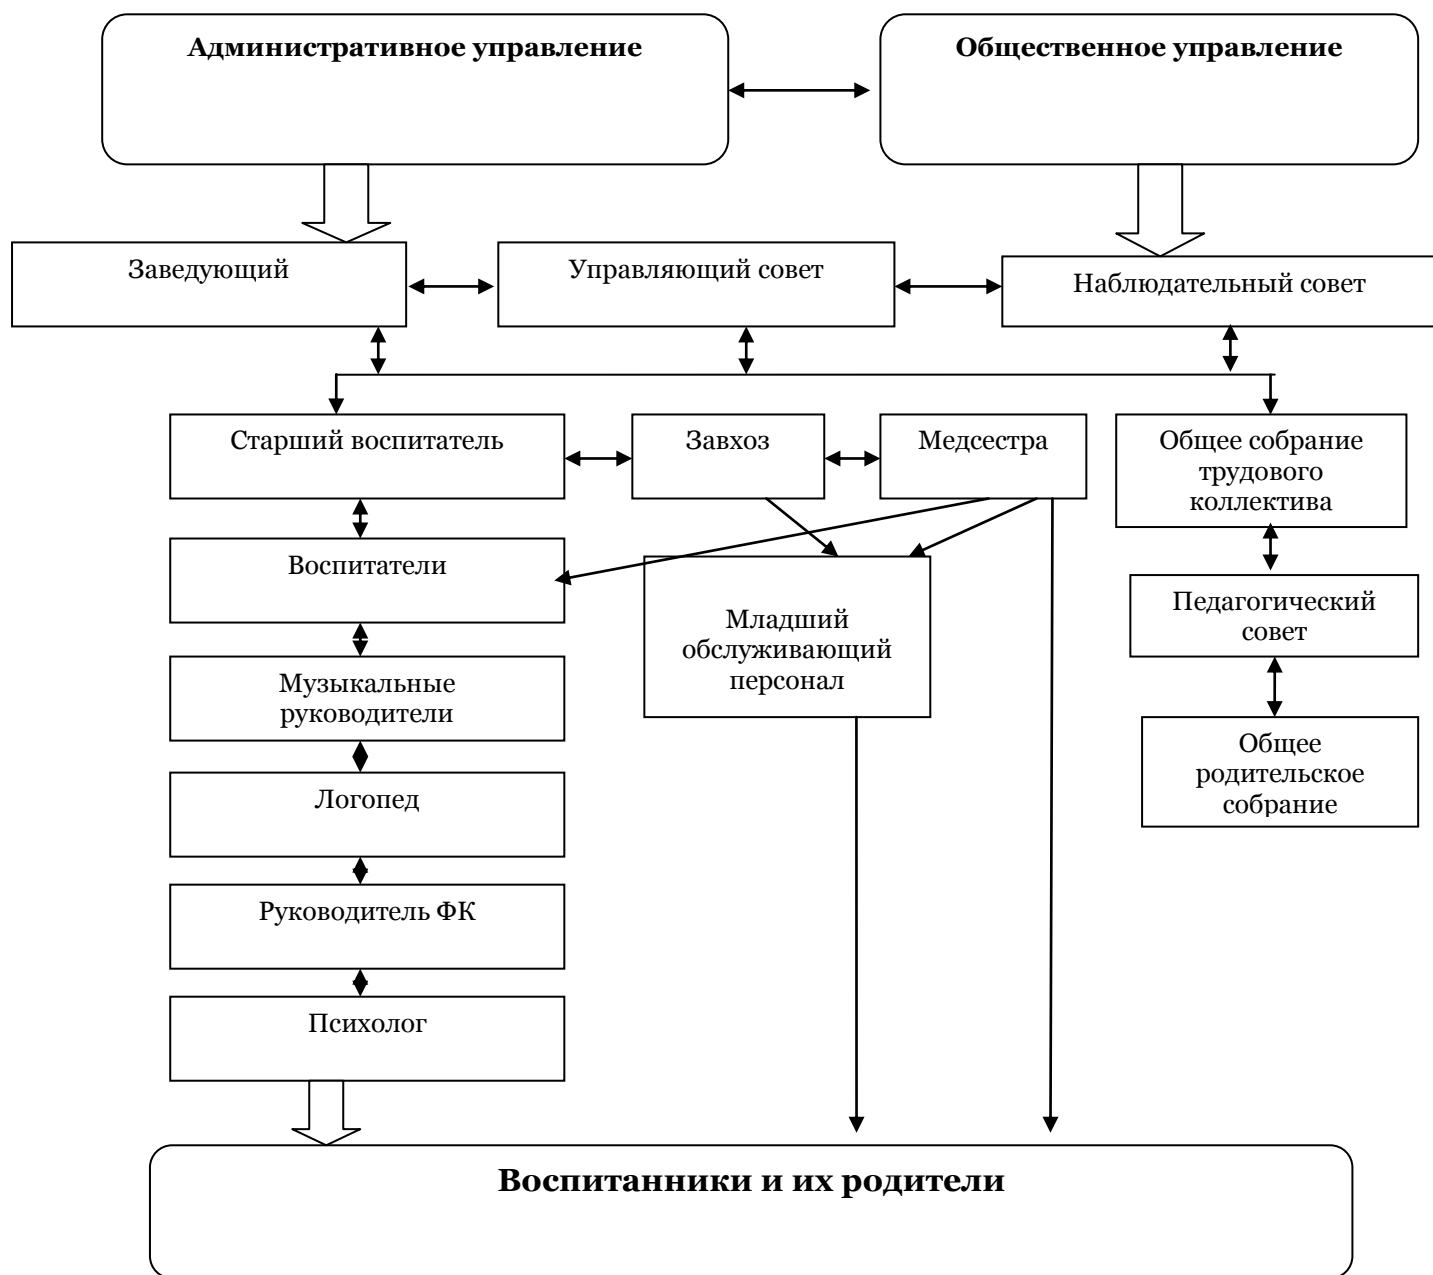 Административное управление
Общественное управление
Заведующий
Управляющий совет
Наблюдательный совет
Старший воспитатель
Завхоз
Медсестра
Общее собрание
трудового
коллектива
Воспитатели
Младший
обслуживающий
персонал
Педагогический
совет
Музыкальные
руководители
Общее
родительское
собрание
Логопед
Руководитель ФК
Психолог
Воспитанники и их родители